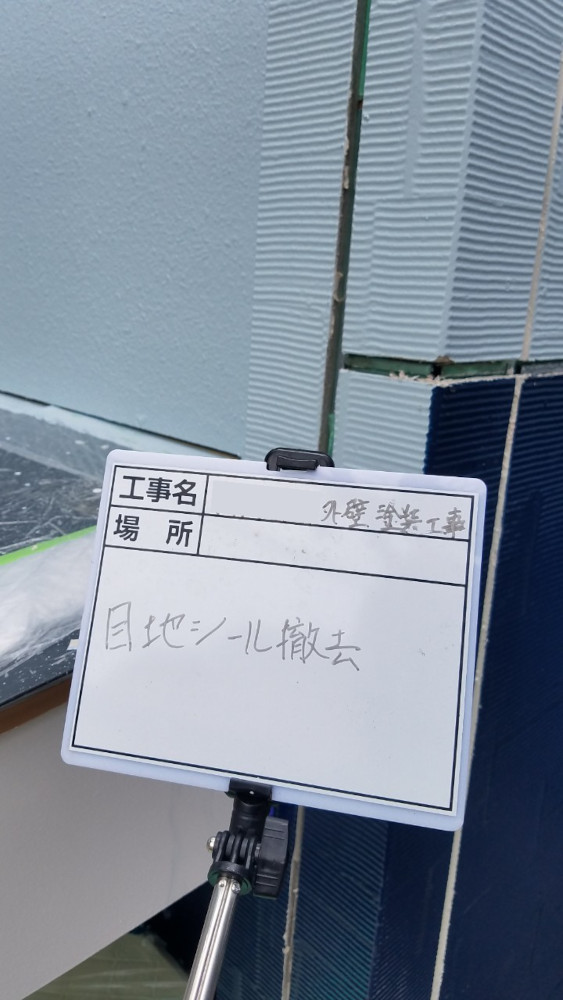 工事名 外壁塗装工事
場所
目地シール撤去